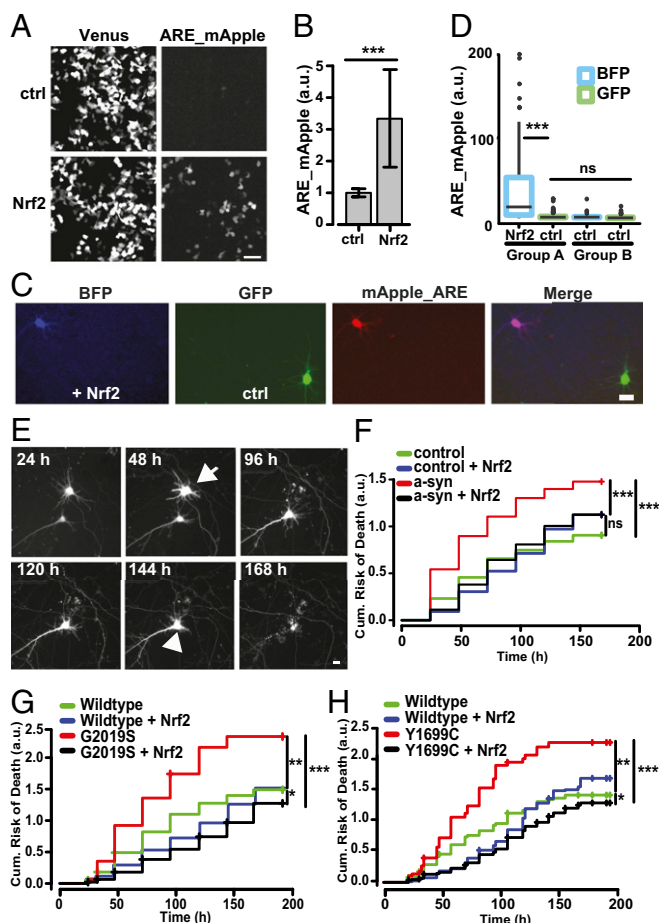 A
Venus ARE_mApple
ctrl
Nrf2
B
ARE_mApple (a.u.)
5
4
3
2
1
0
***
ctrl Nrf2
D
ARE_mApple (a.u.)
200
100
0
BFP
GFP
***
ns
Nrf2 ctrl ctrl ctrl
Group A Group B
C
BFP GFP mApple_ARE Merge
+ Nrf2 ctrl
E
24 h 48 h 96 h
120 h 144 h 168 h
F
control
control + Nrf2
a-syn
a-syn + Nrf2
Cum. Risk of Death (a.u.)
1.5
1.0
0.5
0
*** ***
ns
0 50 100 150 200
Time (h)
G
Wildtype
Wildtype + Nrf2
G2019S
G2019S + Nrf2
Cum. Risk of Death (a.u.)
2.5
2.0
1.5
1.0
0.5
0.0
** ***
*
0 50 100 150 200
Time (h)
H
Wildtype
Wildtype + Nrf2
Y1699C
Y1699C + Nrf2
Cum. Risk of Death (a.u.)
2.5
2.0
1.5
1.0
0.5
0.0
** ***
*
0 50 100 150 200
Time (h)